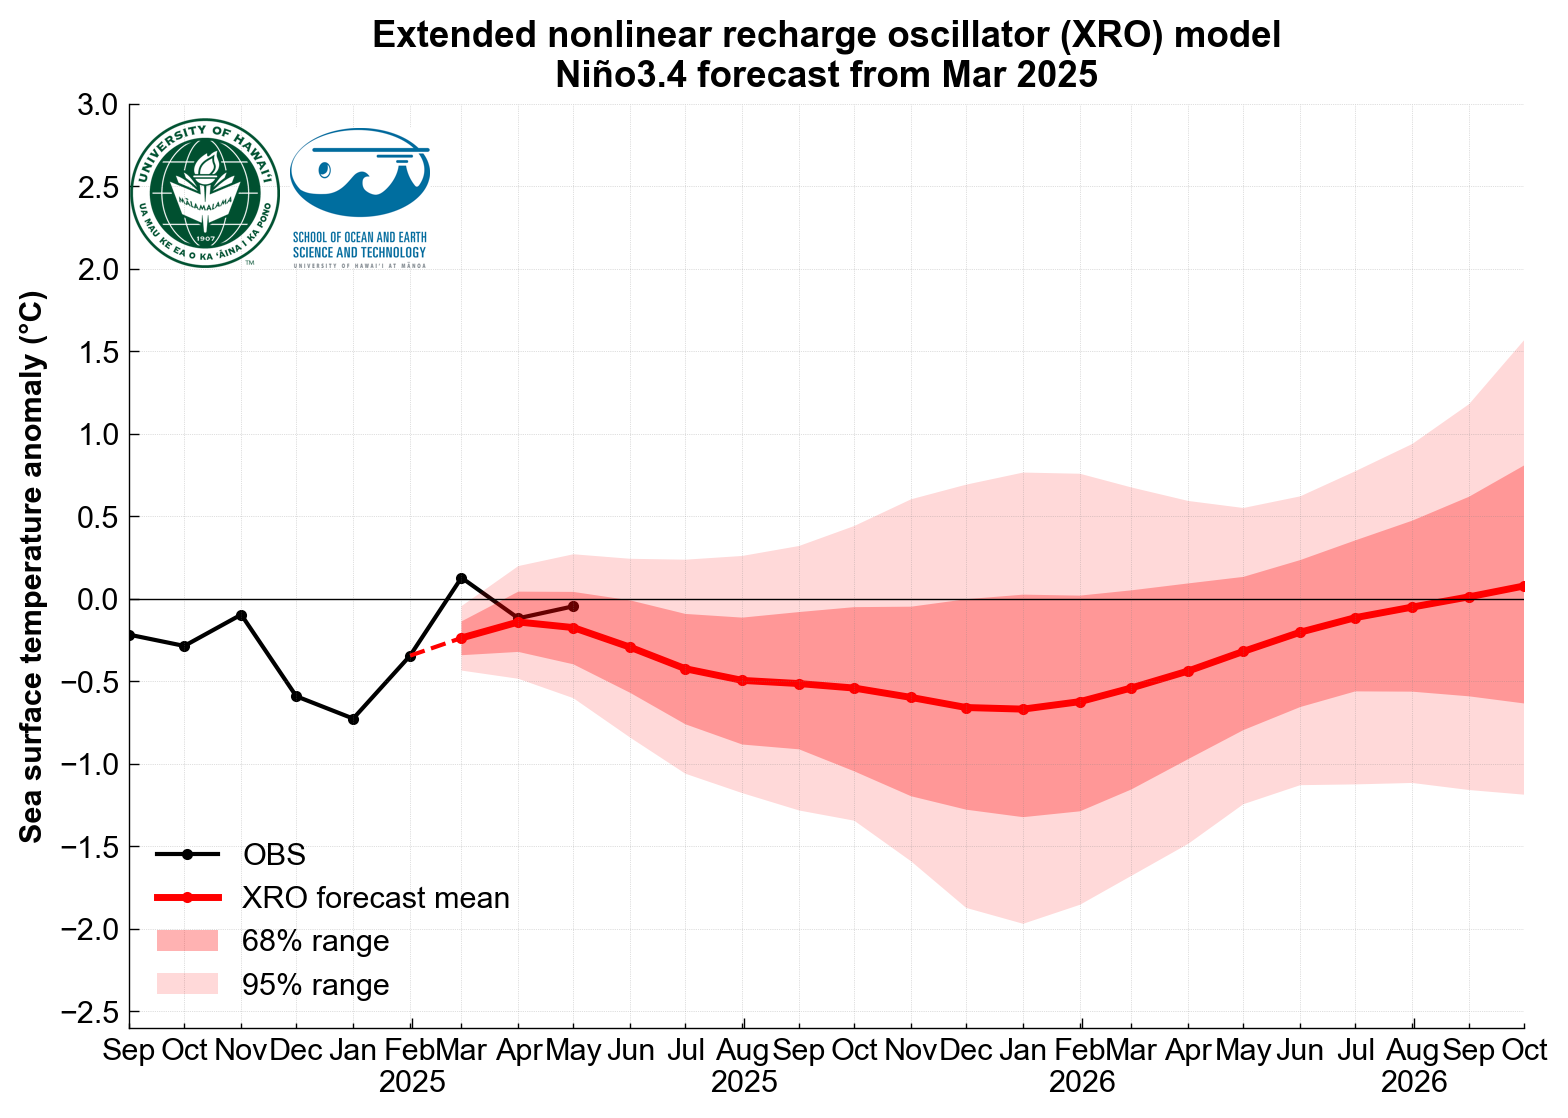 Extended nonlinear recharge oscillator (XRO) model
Niño3.4 forecast from Mar 2025
Sea surface temperature anomaly (°C)
3.0
2.5
2.0
1.5
1.0
0.5
0.0
−0.5
−1.0
−1.5
−2.0
−2.5
UNIVERSITY OF HAWAI‘I
MĀLAMALAMA
1907
UA MAU KE EA O KA ‘ĀINA I KA PONO
TM
SCHOOL OF OCEAN AND EARTH
SCIENCE AND TECHNOLOGY
UNIVERSITY OF HAWAI‘I AT MĀNOA
OBS
XRO forecast mean
68% range
95% range
Sep Oct Nov Dec Jan Feb Mar Apr May Jun Jul Aug Sep Oct Nov Dec Jan Feb Mar Apr May Jun Jul Aug Sep Oct
2025 2025 2026 2026